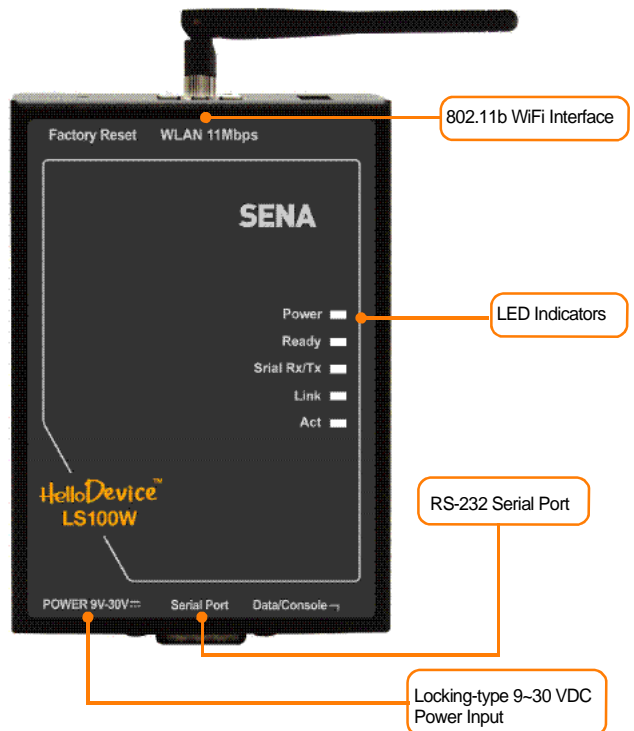 802.11b WiFi Interface
Factory Reset WLAN 11Mbps
SENA
Power
LED Indicators
Ready
Srial Rx/Tx
Link
Act
HelloDevice™
LS100W
RS-232 Serial Port
POWER 9V-30V⎓ Serial Port Data/Console ¬
Locking-type 9~30 VDC
Power Input